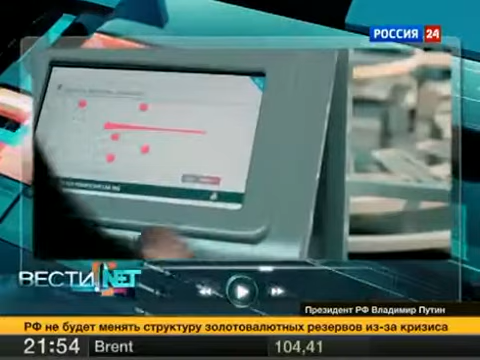 РОССИЯ 24
ВЕСТИ.NET
Президент РФ Владимир Путин
РФ не будет менять структуру золотовалютных резервов из-за кризиса
21:54 Brent 104,41